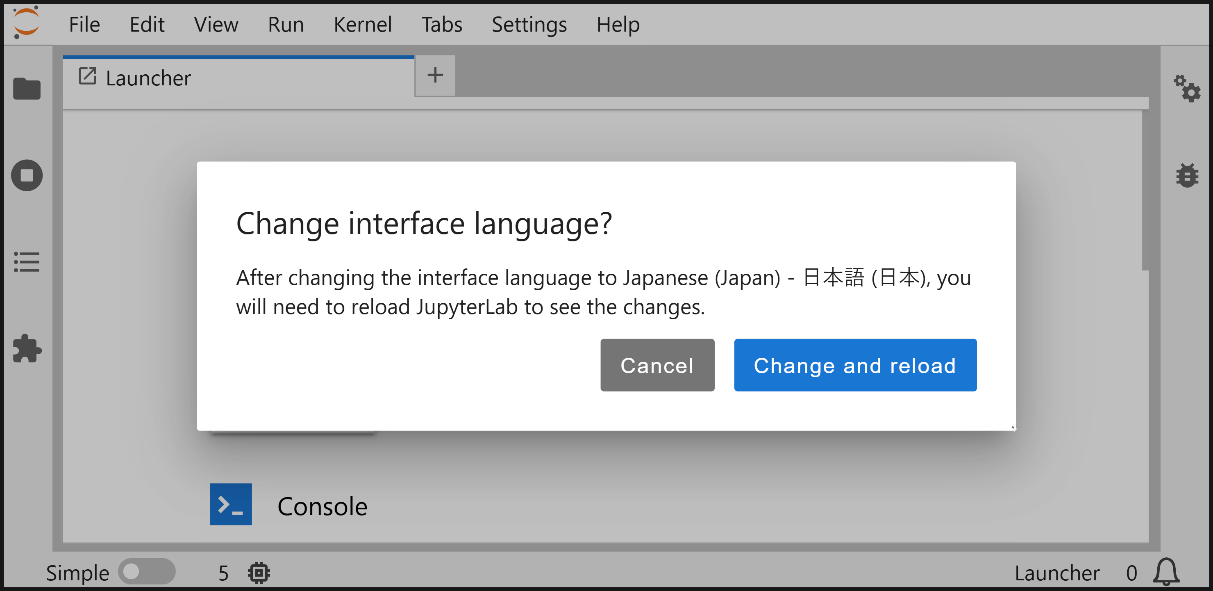 File Edit View Run Kernel Tabs Settings Help
Launcher
Change interface language?
After changing the interface language to Japanese (Japan) - 日本語 (日本), you
will need to reload JupyterLab to see the changes.
Cancel Change and reload
Console
Simple 5 Launcher 0